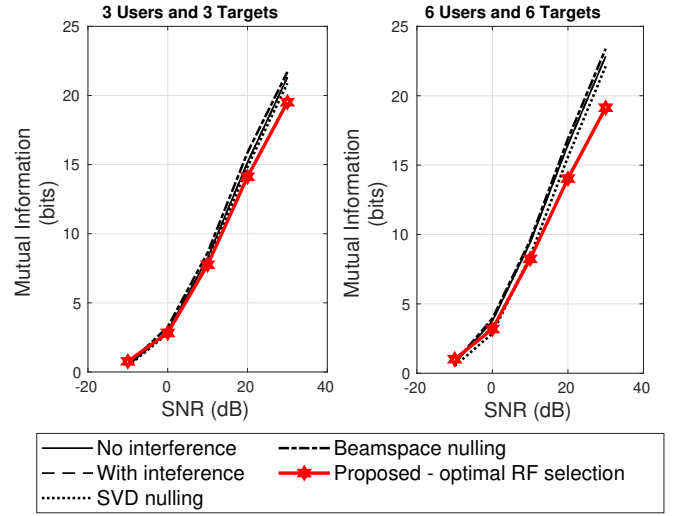 3 Users and 3 Targets
6 Users and 6 Targets
Mutual Information
(bits)
25
20
15
10
5
0
-20
0
20
40
SNR (dB)
Mutual Information
(bits)
25
20
15
10
5
0
-20
0
20
40
SNR (dB)
No interference
With inteference
SVD nulling
Beamspace nulling
Proposed - optimal RF selection